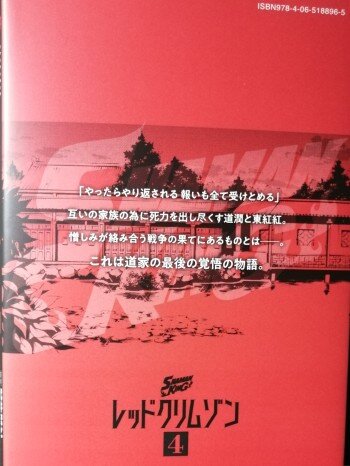 ISBN978-4-06-518896-5
「やったらやり返される 報いも全て受けとめる」
互いの家族の為に死力を出し尽くす道潤と東紅紅。
憎しみが絡み合う戦争の果てにあるものとは——。
これは道家の最後の覚悟の物語。
SHAMAN
KING
SHAMAN
KING
レッドクリムゾン
4